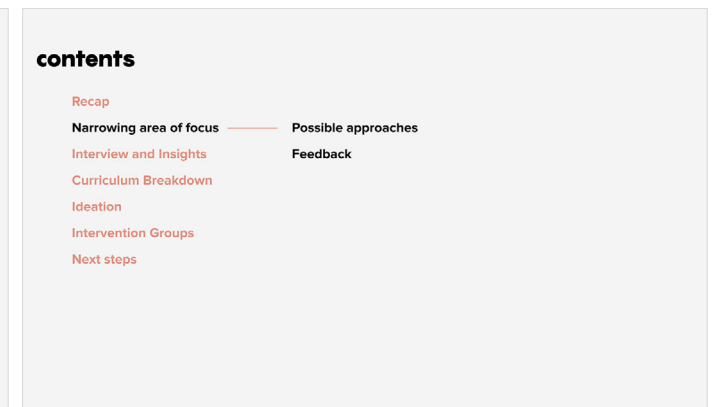 contents
Recap
Narrowing area of focus Possible approaches
Interview and Insights Feedback
Curriculum Breakdown
Ideation
Intervention Groups
Next steps